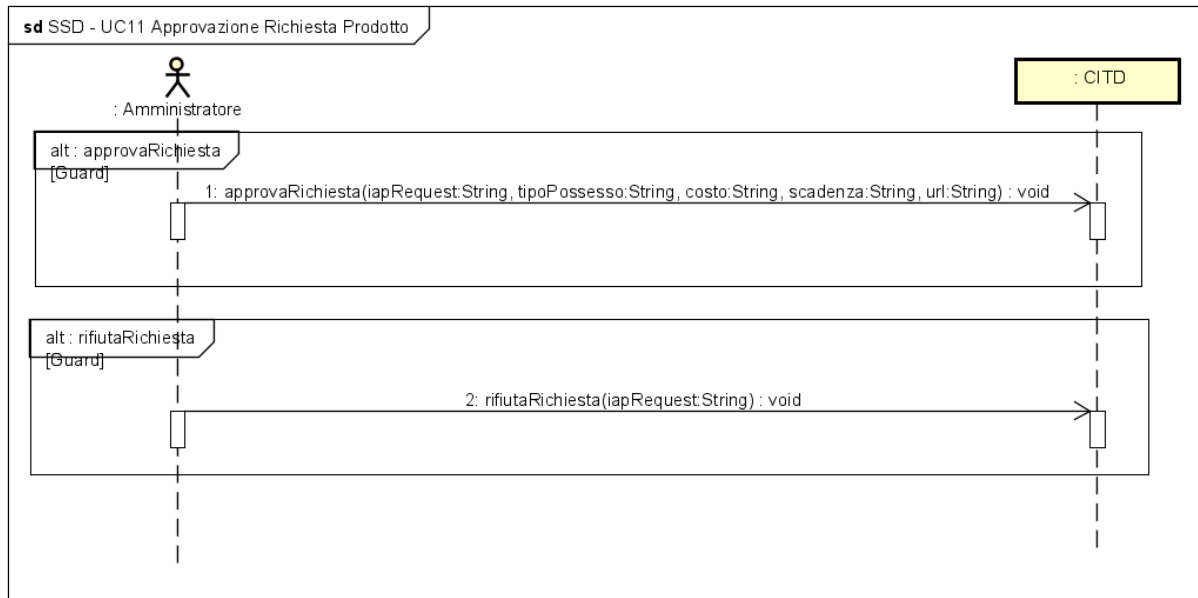 sd SSD - UC11 Approvazione Richiesta Prodotto
: Amministratore
: CITD
alt : approvaRichiesta
[Guard]
1: approvaRichiesta(iapRequest:String, tipoPossesso:String, costo:String, scadenza:String, url:String) : void
alt : rifiutaRichiesta
[Guard]
2: rifiutaRichiesta(iapRequest:String) : void